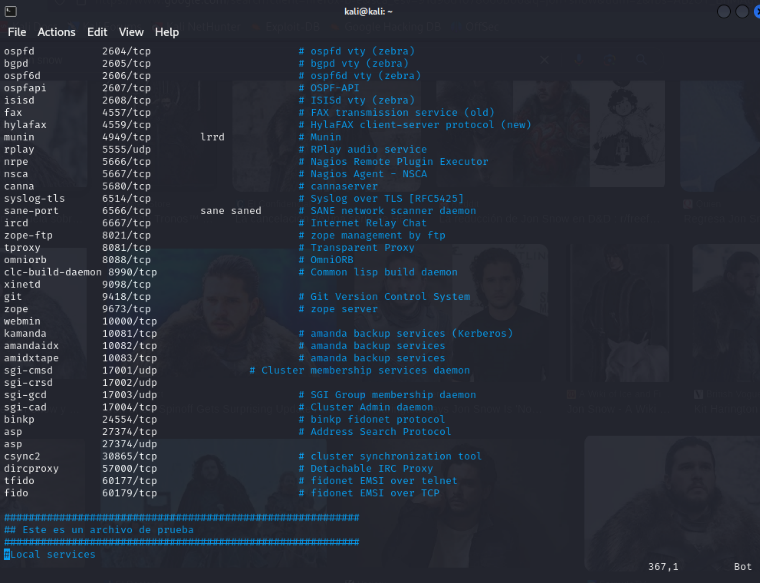 kali@kali: ~
File Actions Edit View Help
ospfd 2604/tcp # ospfd vty (zebra)
bgpd 2605/tcp # bgpd vty (zebra)
ospf6d 2606/tcp # ospf6d vty (zebra)
ospfapi 2607/tcp # OSPF-API
isisd 2608/tcp # ISISd vty (zebra)
fax 4557/tcp # FAX transmission service (old)
hylafax 4559/tcp # HylaFAX client-server protocol (new)
munin 4949/tcp lrrd # Munin
rplay 5555/udp # RPlay audio service
nrpe 5666/tcp # Nagios Remote Plugin Executor
nsca 5667/tcp # Nagios Agent - NSCA
canna 5680/tcp # cannaserver
syslog-tls 6514/tcp # Syslog over TLS [RFC5425]
sane-port 6566/tcp sane saned # SANE network scanner daemon
ircd 6667/tcp # Internet Relay Chat
zope-ftp 8021/tcp # zope management by ftp
tproxy 8081/tcp # Transparent Proxy
omniorb 8088/tcp # OmniORB
clc-build-daemon 8990/tcp # Common lisp build daemon
xinetd 9098/tcp
git 9418/tcp # Git Version Control System
zope 9673/tcp # zope server
webmin 10000/tcp
kamanda 10081/tcp # amanda backup services (Kerberos)
amandaidx 10082/tcp # amanda backup services
amidxtape 10083/tcp # amanda backup services
sgi-cmsd 17001/udp # Cluster membership services daemon
sgi-crsd 17002/udp
sgi-gcd 17003/udp # SGI Group membership daemon
sgi-cad 17004/tcp # Cluster Admin daemon
binkp 24554/tcp # binkp fidonet protocol
asp 27374/tcp # Address Search Protocol
asp 27374/udp
csync2 30865/tcp # cluster synchronization tool
dircproxy 57000/tcp # Detachable IRC Proxy
tfido 60177/tcp # fidonet EMSI over telnet
fido 60179/tcp # fidonet EMSI over TCP
##########################################################
## Este es un archivo de prueba
##########################################################
#Local services
367,1 Bot